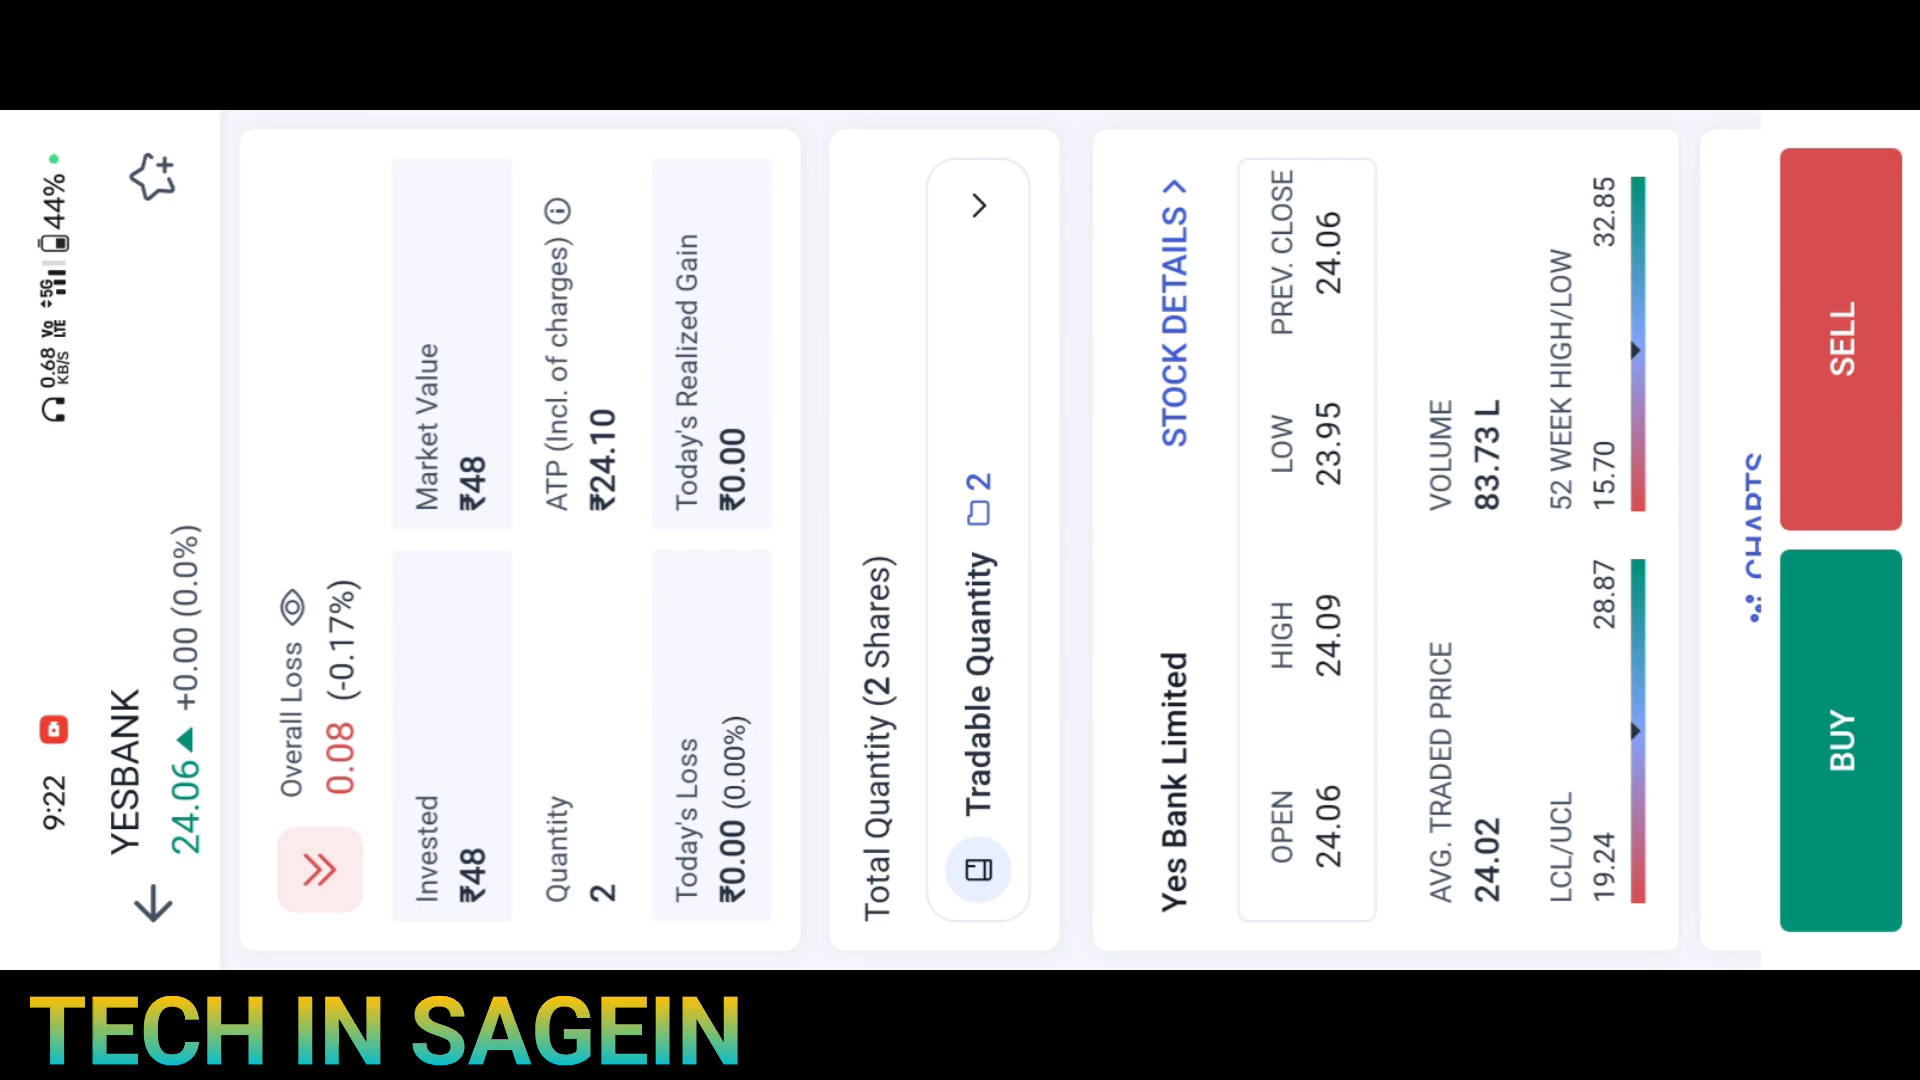 9:22 0.68 KB/S Vo LTE 5G 44%
YESBANK
24.06 +0.00 (0.0%)
Overall Loss
0.08 (-0.17%)
Invested Market Value
₹48 ₹48
Quantity ATP (Incl. of charges)
2 ₹24.10
Today's Loss Today's Realized Gain
₹0.00 (0.00%) ₹0.00
Total Quantity (2 Shares)
Tradable Quantity 2
Yes Bank Limited STOCK DETAILS >
OPEN HIGH LOW PREV. CLOSE
24.06 24.09 23.95 24.06
AVG. TRADED PRICE VOLUME
24.02 83.73 L
LCL/UCL 52 WEEK HIGH/LOW
19.24 28.87 15.70 32.85
CHARTS
BUY SELL
TECH IN SAGEIN